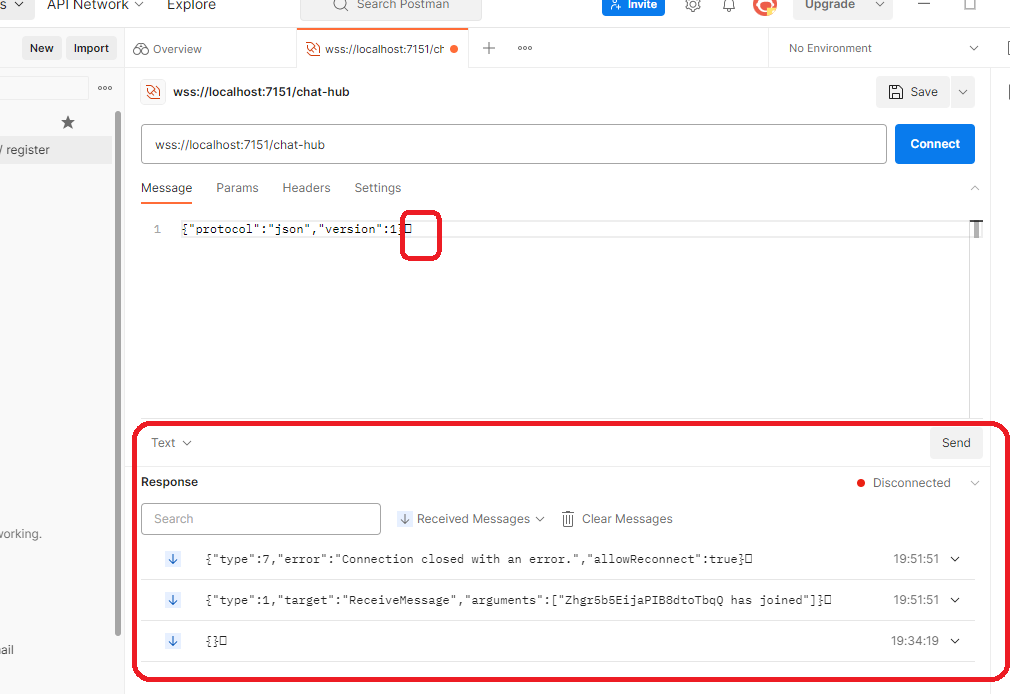 s API Network Explore Search Postman Invite Upgrade
New Import Overview wss://localhost:7151/ch No Environment
wss://localhost:7151/chat-hub Save
/ register
wss://localhost:7151/chat-hub Connect
Message Params Headers Settings
1 {"protocol":"json","version":1}□
Text Send
Response Disconnected
Search Received Messages Clear Messages
working.
{"type":7,"error":"Connection closed with an error.","allowReconnect":true}□ 19:51:51
{"type":1,"target":"ReceiveMessage","arguments":["Zhgr5b5EijaPIB8dtoTbqQ has joined"]}□ 19:51:51
{}□ 19:34:19
ail